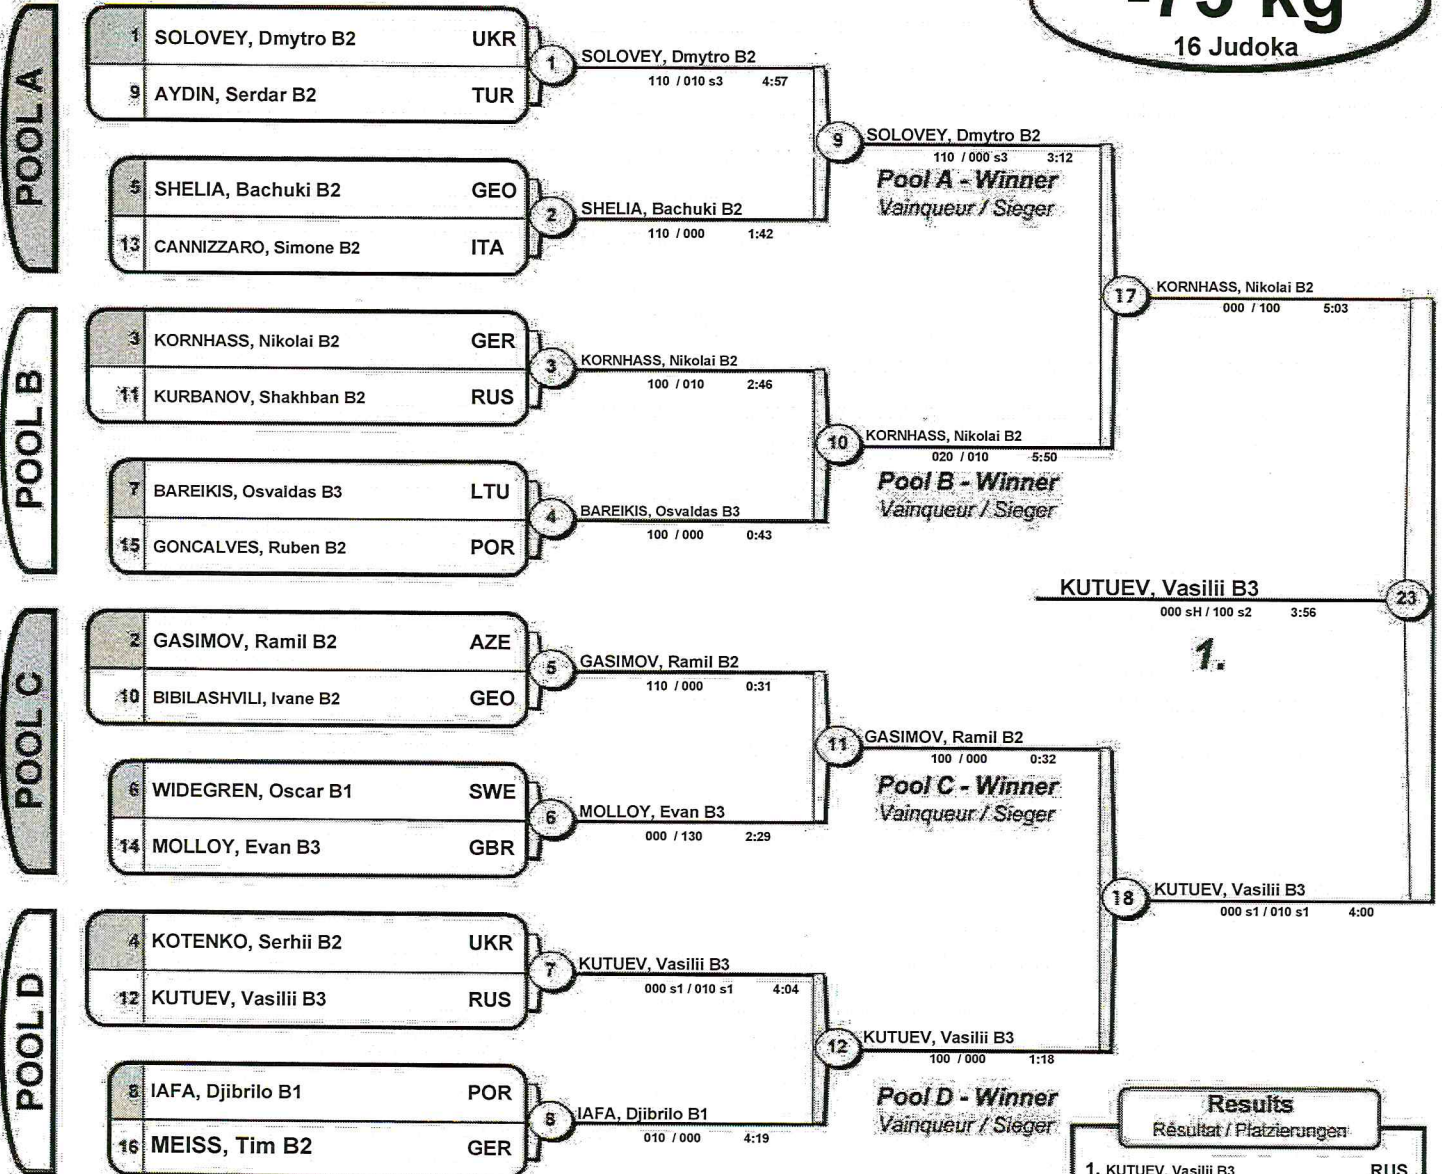 -73 kg
16 Judoka
POOL A
1 SOLOVEY, Dmytro B2 UKR
9 AYDIN, Serdar B2 TUR
1
SOLOVEY, Dmytro B2
110 / 010 s3 4:57
5 SHELIA, Bachuki B2 GEO
13 CANNIZZARO, Simone B2 ITA
2
SHELIA, Bachuki B2
110 / 000 1:42
9
SOLOVEY, Dmytro B2
110 / 000 s3 3:12
Pool A - Winner
Vainqueur / Sieger
POOL B
3 KORNHASS, Nikolai B2 GER
11 KURBANOV, Shakhban B2 RUS
3
KORNHASS, Nikolai B2
100 / 010 2:46
7 BAREIKIS, Osvaldas B3 LTU
15 GONCALVES, Ruben B2 POR
4
BAREIKIS, Osvaldas B3
100 / 000 0:43
10
KORNHASS, Nikolai B2
020 / 010 5:50
Pool B - Winner
Vainqueur / Sieger
17
KORNHASS, Nikolai B2
000 / 100 5:03
KUTUEV, Vasilii B3
000 sH / 100 s2 3:56
23
1.
POOL C
2 GASIMOV, Ramil B2 AZE
10 BIBILASHVILI, Ivane B2 GEO
5
GASIMOV, Ramil B2
110 / 000 0:31
6 WIDEGREN, Oscar B1 SWE
14 MOLLOY, Evan B3 GBR
6
MOLLOY, Evan B3
000 / 130 2:29
11
GASIMOV, Ramil B2
100 / 000 0:32
Pool C - Winner
Vainqueur / Sieger
POOL D
4 KOTENKO, Serhii B2 UKR
12 KUTUEV, Vasilii B3 RUS
7
KUTUEV, Vasilii B3
000 s1 / 010 s1 4:04
8 IAFA, Djibrilo B1 POR
16 MEISS, Tim B2 GER
8
IAFA, Djibrilo B1
010 / 000 4:19
12
KUTUEV, Vasilii B3
100 / 000 1:18
Pool D - Winner
Vainqueur / Sieger
18
KUTUEV, Vasilii B3
000 s1 / 010 s1 4:00
Results
Résultat / Platzierungen
1. KUTUEV, Vasilii B3 RUS